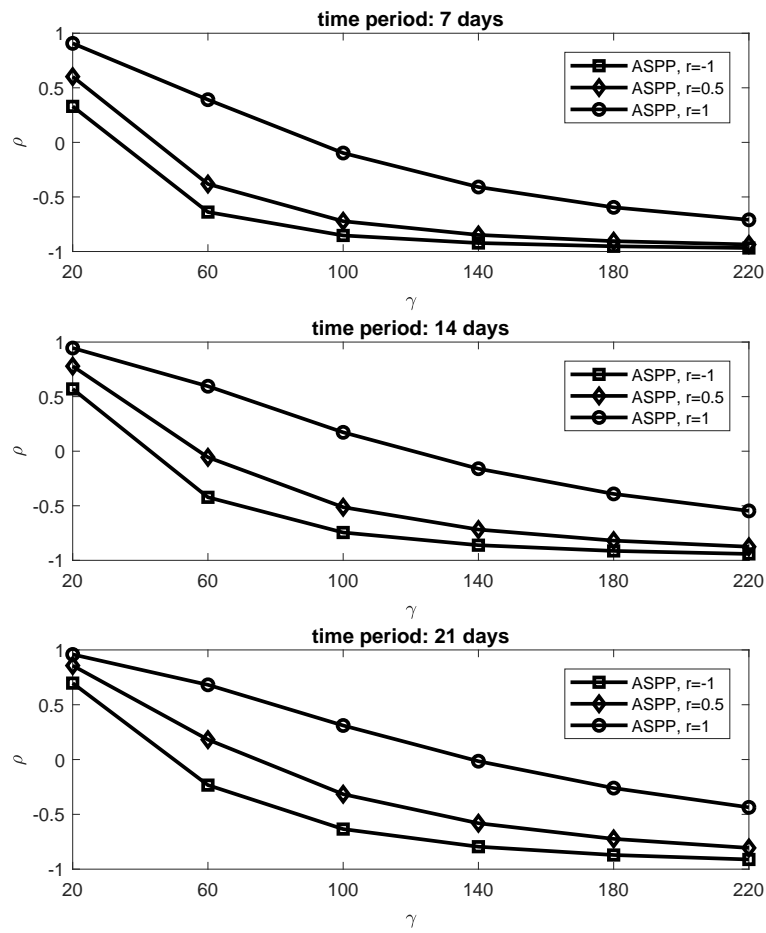 time period: 7 days
1
0.5
0
-0.5
-1
ρ
ASPP, r=-1
ASPP, r=0.5
ASPP, r=1
20 60 100 140 180 220
γ
time period: 14 days
1
0.5
0
-0.5
-1
ρ
ASPP, r=-1
ASPP, r=0.5
ASPP, r=1
20 60 100 140 180 220
γ
time period: 21 days
1
0.5
0
-0.5
-1
ρ
ASPP, r=-1
ASPP, r=0.5
ASPP, r=1
20 60 100 140 180 220
γ